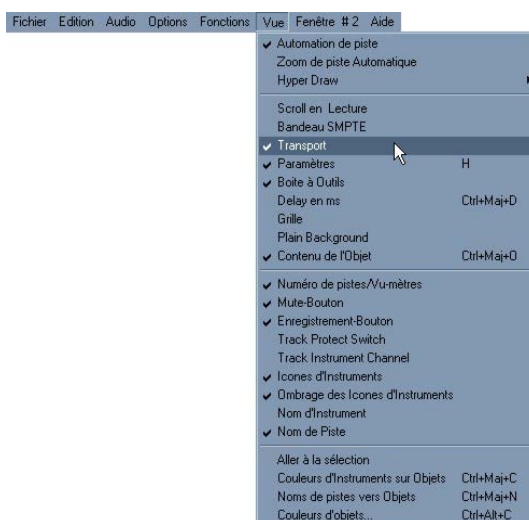 Fichier Edition Audio Options Fonctions Vue Fenêtre # 2 Aide
Automation de piste
Zoom de piste Automatique
Hyper Draw
Scroll en Lecture
Bandeau SMPTE
Transport
Paramètres H
Boite à Outils
Delay en ms Ctrl+Maj+D
Grille
Plain Background
Contenu de l'Objet Ctrl+Maj+O
Numéro de pistes/Vu-mètres
Mute-Bouton
Enregistrement-Bouton
Track Protect Switch
Track Instrument Channel
Icones d'Instruments
Ombrage des Icones d'Instruments
Nom d'Instrument
Nom de Piste
Aller à la sélection
Couleurs d'Instruments sur Objets Ctrl+Maj+C
Noms de pistes vers Objets Ctrl+Maj+N
Couleurs d'objets... Ctrl+Alt+C